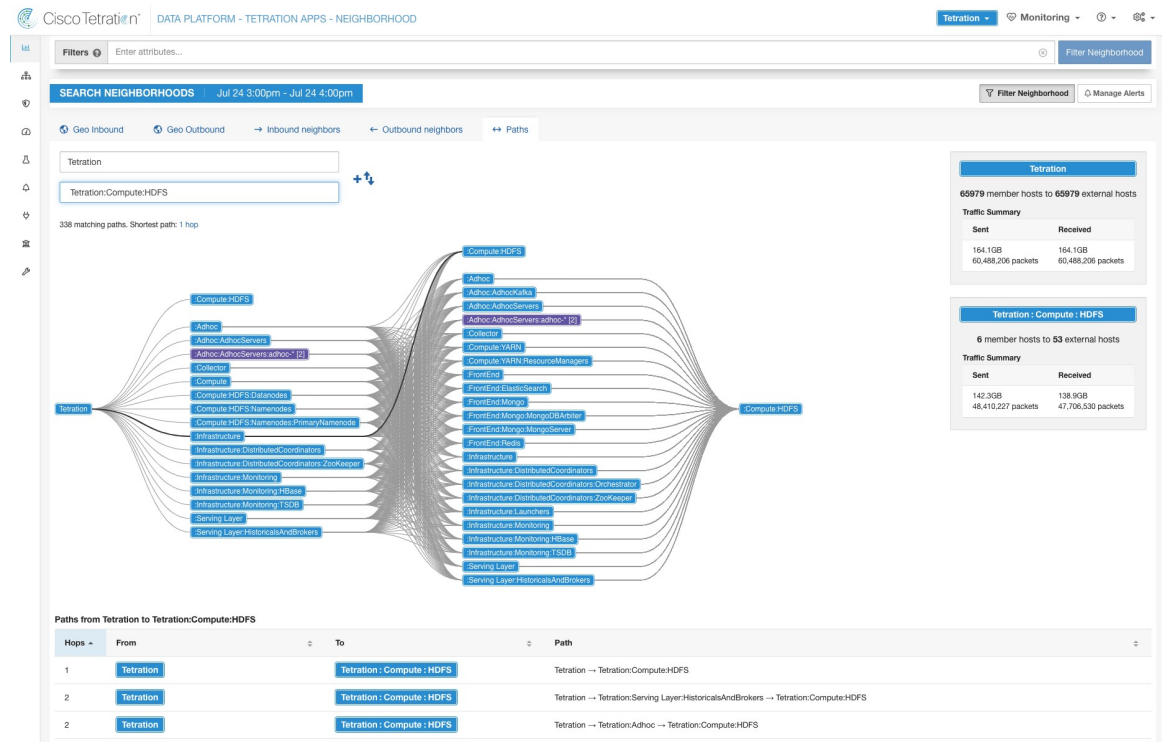 Cisco Tetration™ DATA PLATFORM - TETRATION APPS - NEIGHBORHOOD Tetration Monitoring
Filters Enter attributes... Filter Neighborhood
SEARCH NEIGHBORHOODS | Jul 24 3:00pm - Jul 24 4:00pm Filter Neighborhood Manage Alerts
Geo Inbound Geo Outbound → Inbound neighbors ← Outbound neighbors ↔ Paths
Tetration
Tetration:Compute:HDFS
338 matching paths. Shortest path: 1 hop
Tetration
:Compute:HDFS
:Adhoc
:Adhoc:AdhocServers
:Adhoc:AdhocServers:adhoc-* [2]
:Collector
:Compute
:Compute:HDFS:Datanodes
:Compute:HDFS:Namenodes
:Compute:HDFS:Namenodes:PrimaryNamenode
:Infrastructure
:Infrastructure:DistributedCoordinators
:Infrastructure:DistributedCoordinators:ZooKeeper
:Infrastructure:Monitoring
:Infrastructure:Monitoring:HBase
:Infrastructure:Monitoring:TSDB
:Serving Layer
:Serving Layer:HistoricalsAndBrokers
:Compute:HDFS
:Adhoc
:Adhoc:AdhocKafka
:Adhoc:AdhocServers
:Adhoc:AdhocServers:adhoc-* [2]
:Collector
:Compute:YARN
:Compute:YARN:ResourceManagers
:FrontEnd
:FrontEnd:ElasticSearch
:FrontEnd:Mongo
:FrontEnd:Mongo:MongoDBArbiter
:FrontEnd:Mongo:MongoServer
:FrontEnd:Redis
:Infrastructure
:Infrastructure:DistributedCoordinators
:Infrastructure:DistributedCoordinators:Orchestrator
:Infrastructure:DistributedCoordinators:ZooKeeper
:Infrastructure:Launchers
:Infrastructure:Monitoring
:Infrastructure:Monitoring:HBase
:Infrastructure:Monitoring:TSDB
:Serving Layer
:Serving Layer:HistoricalsAndBrokers
:Compute:HDFS
Tetration
65979 member hosts to 65979 external hosts
Traffic Summary
Sent Received
164.1GB 164.1GB
60,488,206 packets 60,488,206 packets
Tetration : Compute : HDFS
6 member hosts to 53 external hosts
Traffic Summary
Sent Received
142.3GB 138.9GB
48,410,227 packets 47,706,530 packets
Paths from Tetration to Tetration:Compute:HDFS
Hops From To Path
1 Tetration Tetration : Compute : HDFS Tetration → Tetration:Compute:HDFS
2 Tetration Tetration : Compute : HDFS Tetration → Tetration:Serving Layer:HistoricalsAndBrokers → Tetration:Compute:HDFS
2 Tetration Tetration : Compute : HDFS Tetration → Tetration:Adhoc → Tetration:Compute:HDFS